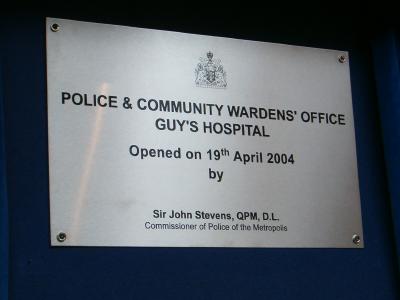 POLICE & COMMUNITY WARDENS' OFFICE
GUY'S HOSPITAL
Opened on 19th April 2004
by
Sir John Stevens, QPM, D.L.
Commissioner of Police of the Metropolis